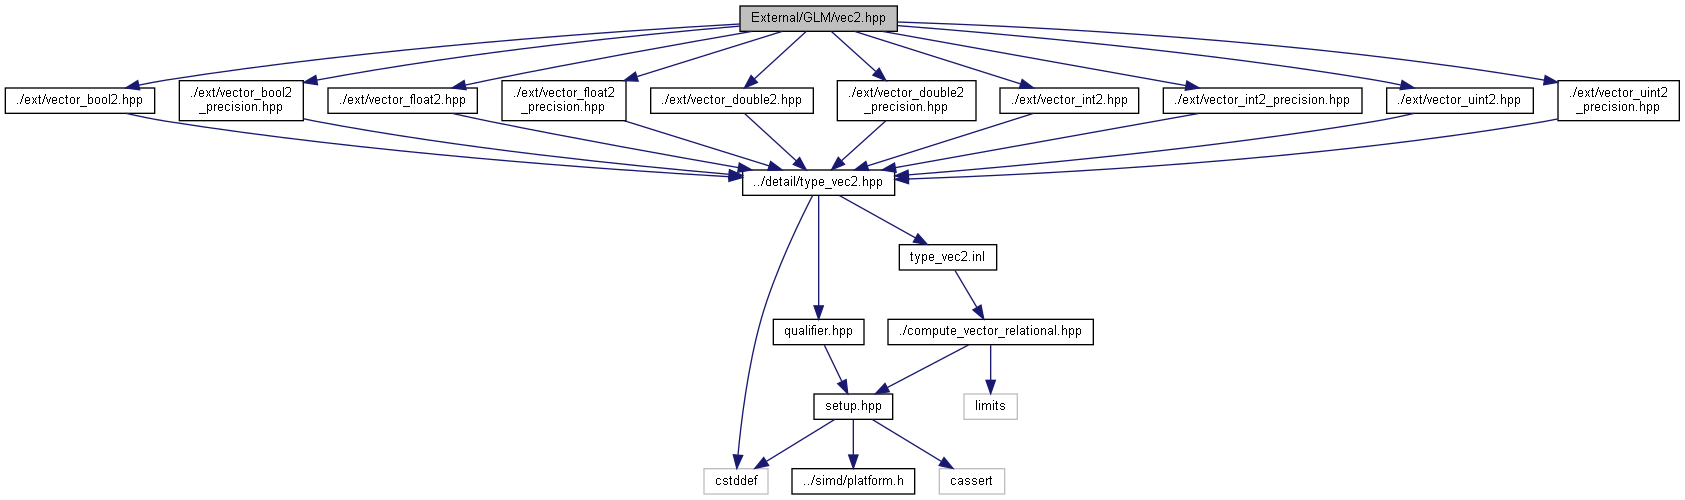 External/GLM/vec2.hpp
./ext/vector_bool2.hpp
./ext/vector_bool2
_precision.hpp
./ext/vector_float2.hpp
./ext/vector_float2
_precision.hpp
./ext/vector_double2.hpp
./ext/vector_double2
_precision.hpp
./ext/vector_int2.hpp
./ext/vector_int2_precision.hpp
./ext/vector_uint2.hpp
./ext/vector_uint2
_precision.hpp
../detail/type_vec2.hpp
type_vec2.inl
qualifier.hpp
./compute_vector_relational.hpp
setup.hpp
limits
cstddef
../simd/platform.h
cassert